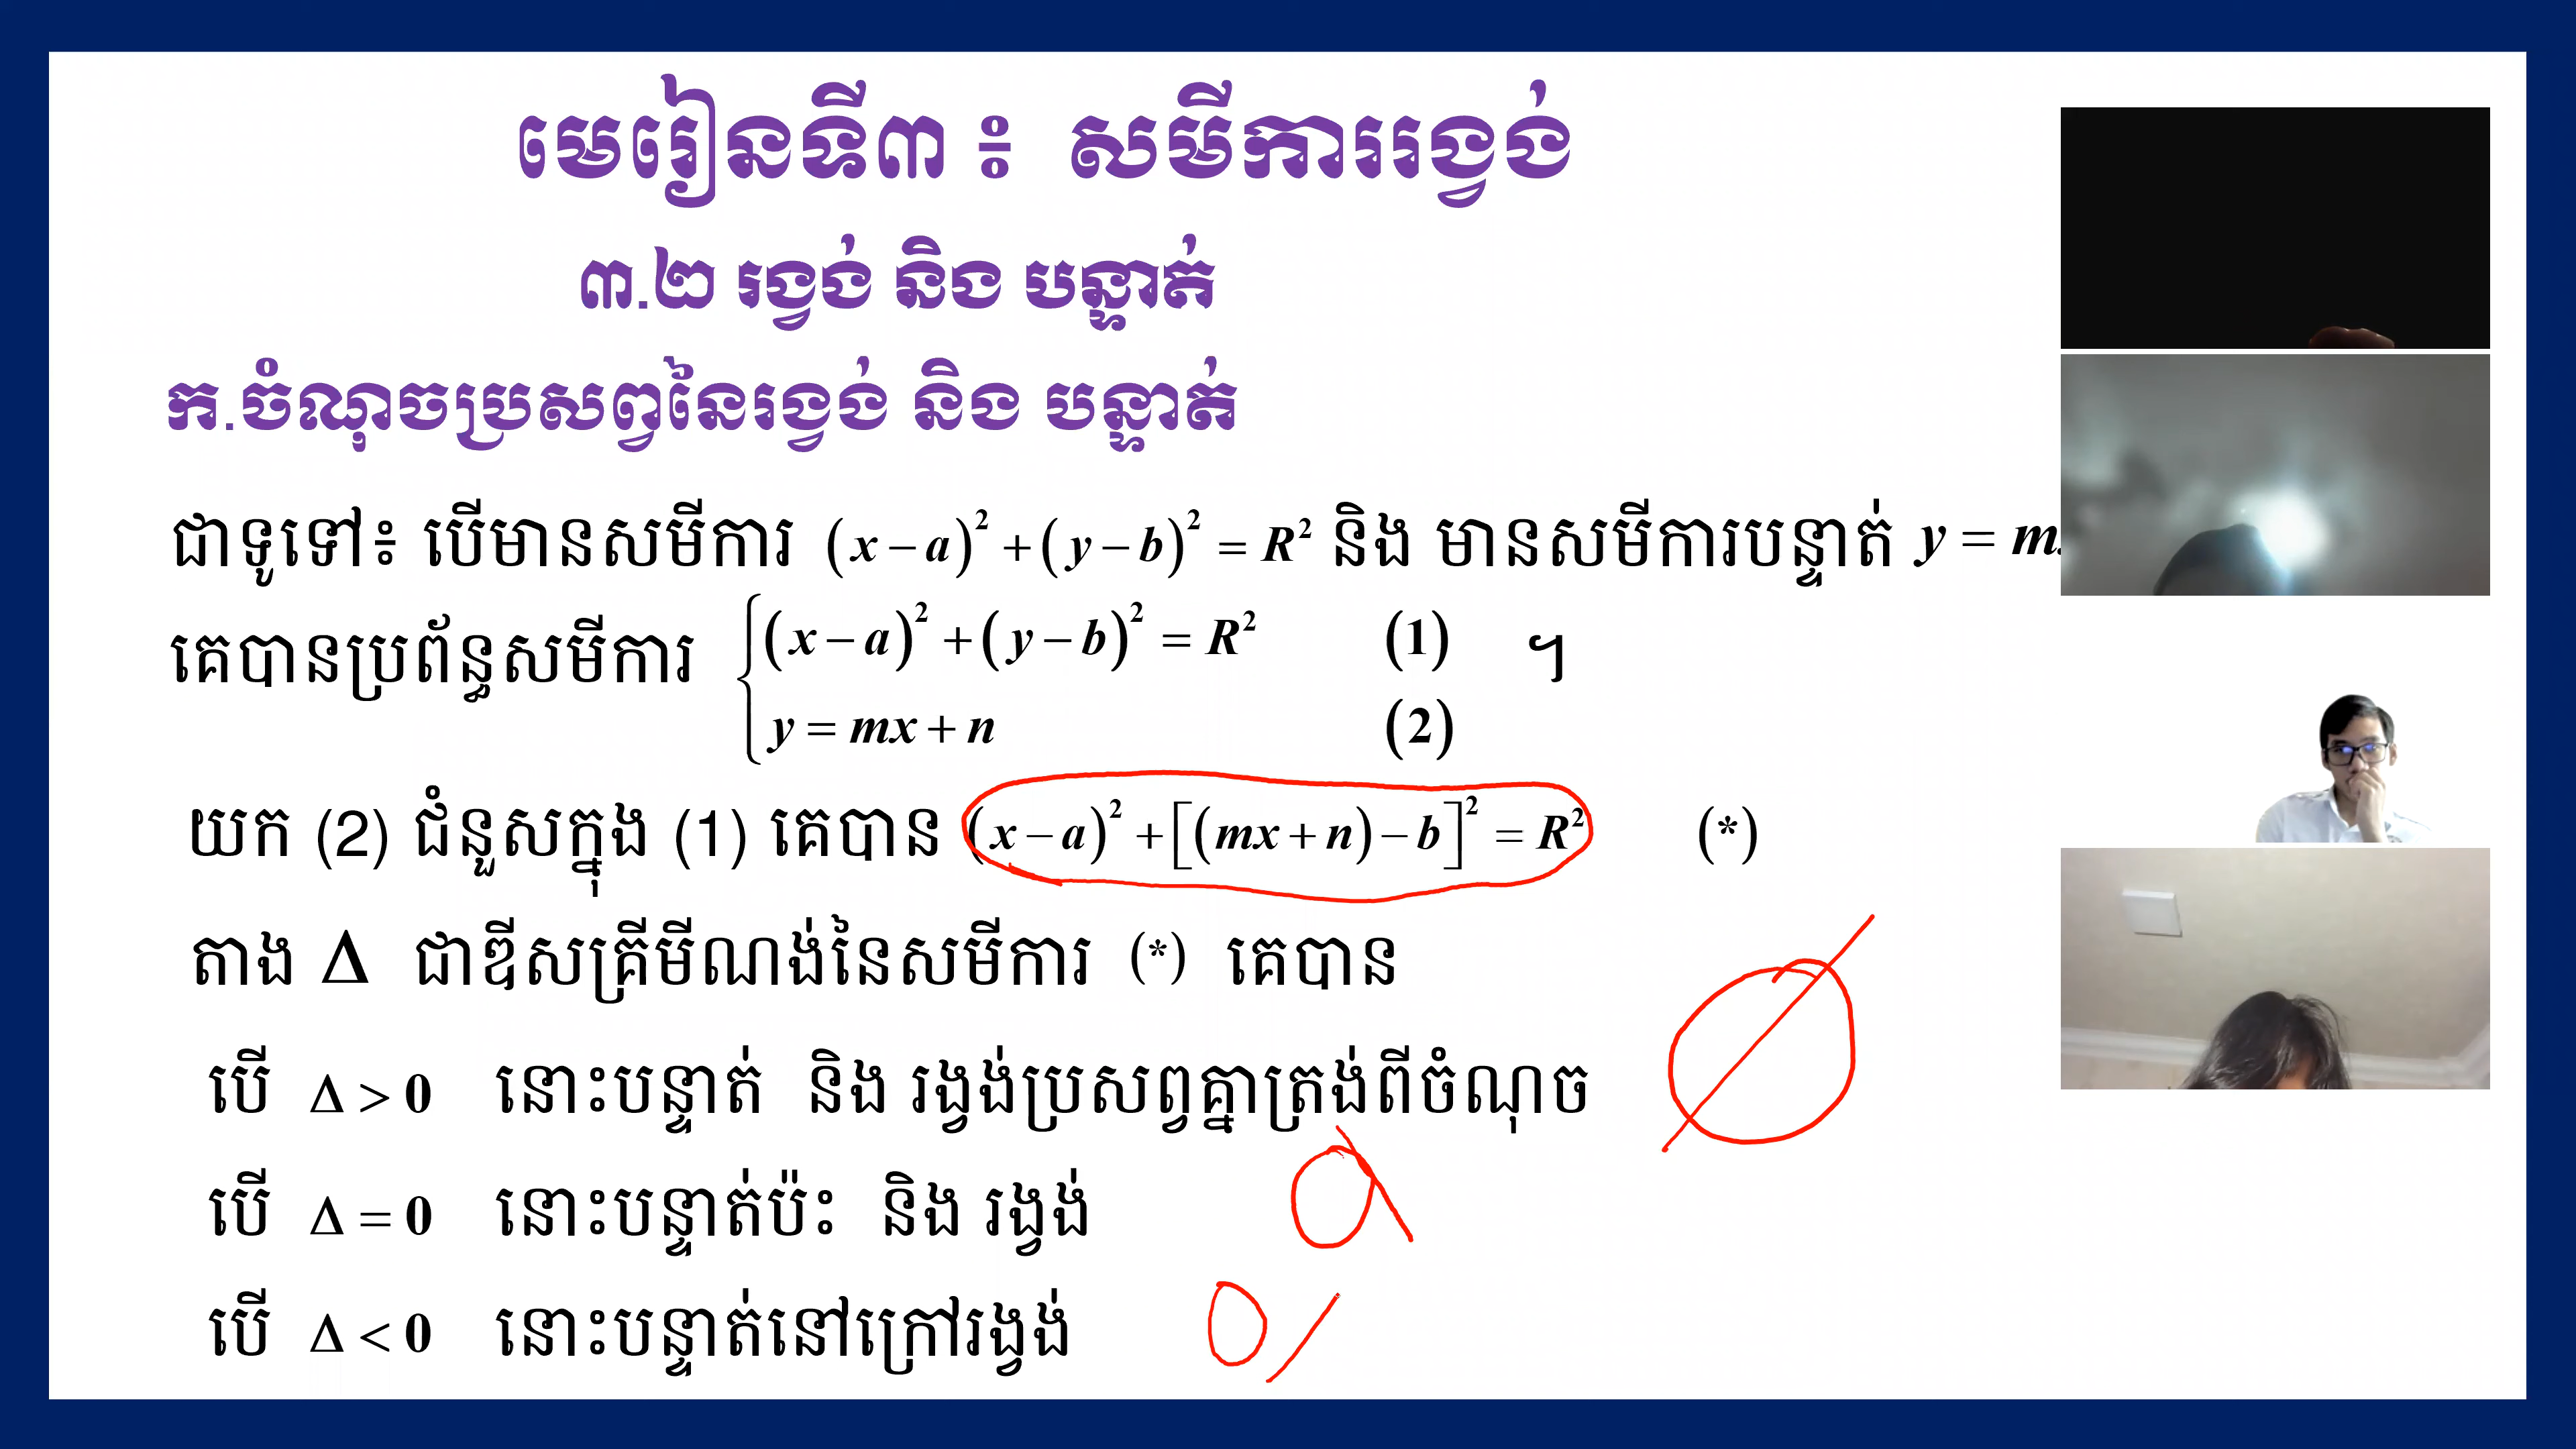 មេរៀនទី៣ ៖ សមីការរង្វង់
៣.២ រង្វង់ និង បន្ទាត់
ក.ចំណុចប្រសព្វនៃរង្វង់ និង បន្ទាត់
ជាទូទៅ៖ បើមានសមីការ (x − a)² + (y − b)² = R² និង មានសមីការបន្ទាត់ y = m
គេបានប្រព័ន្ធសមីការ { (x − a)² + (y − b)² = R² (1) ។
y = mx + n (2)
យក (2) ជំនួសក្នុង (1) គេបាន (x − a)² + [(mx + n) − b]² = R² (*)
តាង Δ ជាឌីសគ្រីមីណង់នៃសមីការ (*) គេបាន
បើ Δ > 0 នោះបន្ទាត់ និង រង្វង់ប្រសព្វគ្នាត្រង់ពីចំណុច
បើ Δ = 0 នោះបន្ទាត់ប៉ះ និង រង្វង់
បើ Δ < 0 នោះបន្ទាត់នៅក្រៅរង្វង់